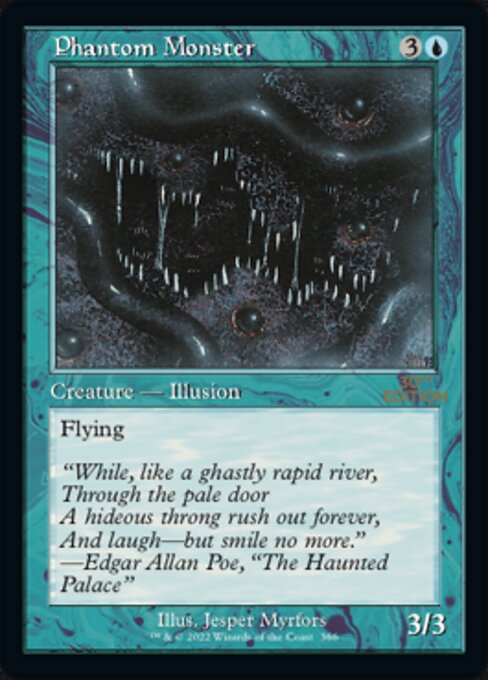 Phantom Monster 3
Creature — Illusion
30TH EDITION
Flying
“While, like a ghastly rapid river,
Through the pale door
A hideous throng rush out forever,
And laugh—but smile no more.”
—Edgar Allan Poe, “The Haunted
Palace”
Illus. Jesper Myrfors
3/3
™ & © 2022 Wizards of the Coast 366